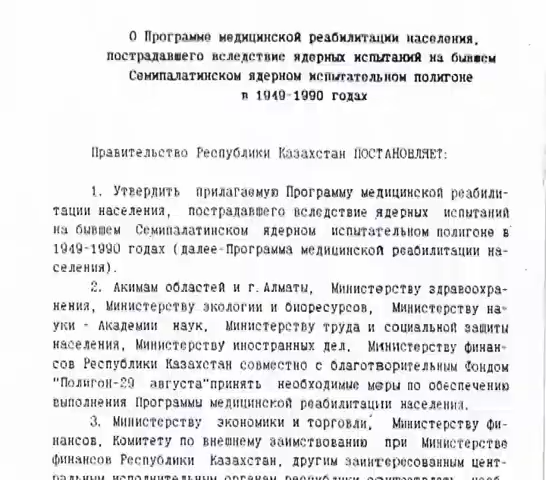 О Программе медицинской реабилитации населения,
пострадавшего вследствие ядерных испытаний на бывшем
Семипалатинском ядерном испытательном полигоне
в 1949-1990 годах
Правительство Республики Казахстан ПОСТАНОВЛЯЕТ:
1. Утвердить прилагаемую Программу медицинской реабили-
тации населения, пострадавшего вследствие ядерных испытаний
на бывшем Семипалатинском ядерном испытательном полигоне в
1949-1990 годах (далее-Программа медицинской реабилитации на-
селения).
2. Акимам областей и г.Алматы, Министерству здравоохра-
нения, Министерству экологии и биоресурсов, Министерству на-
уки - Академии наук, Министерству труда и социальной защиты
населения, Министерству иностранных дел, Министерству финан-
сов Республики Казахстан совместно с благотворительным Фондом
"Полигон-29 августа"принять необходимые меры по обеспечению
выполнения Программы медицинской реабилитации населения.
3. Министерству экономики и торговли, Министерству фи-
нансов, Комитету по внешнему заимствованию при Министерстве
финансов Республики Казахстан, другим заинтересованным цент-
ральным исполнительным органам республики